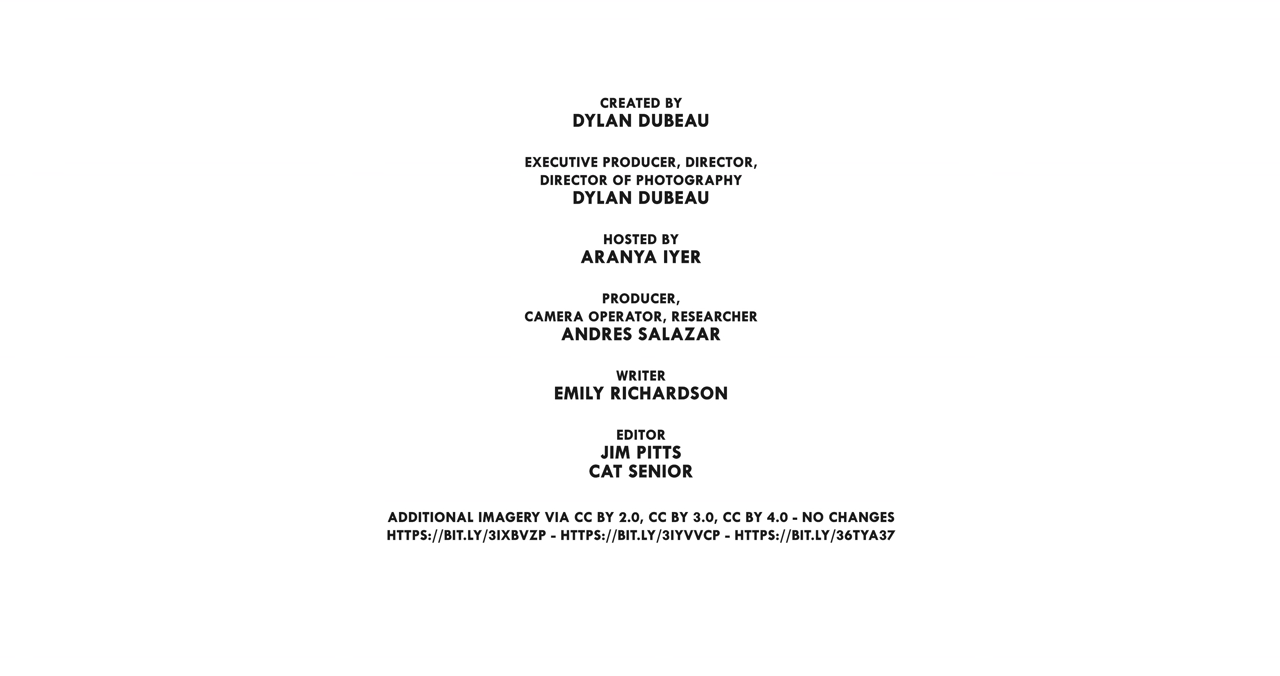 CREATED BY
DYLAN DUBEAU
EXECUTIVE PRODUCER, DIRECTOR,
DIRECTOR OF PHOTOGRAPHY
DYLAN DUBEAU
HOSTED BY
ARANYA IYER
PRODUCER,
CAMERA OPERATOR, RESEARCHER
ANDRES SALAZAR
WRITER
EMILY RICHARDSON
EDITOR
JIM PITTS
CAT SENIOR
ADDITIONAL IMAGERY VIA CC BY 2.0, CC BY 3.0, CC BY 4.0 - NO CHANGES
HTTPS://BIT.LY/3IXBVZP - HTTPS://BIT.LY/3IYVVCP - HTTPS://BIT.LY/36TYA37